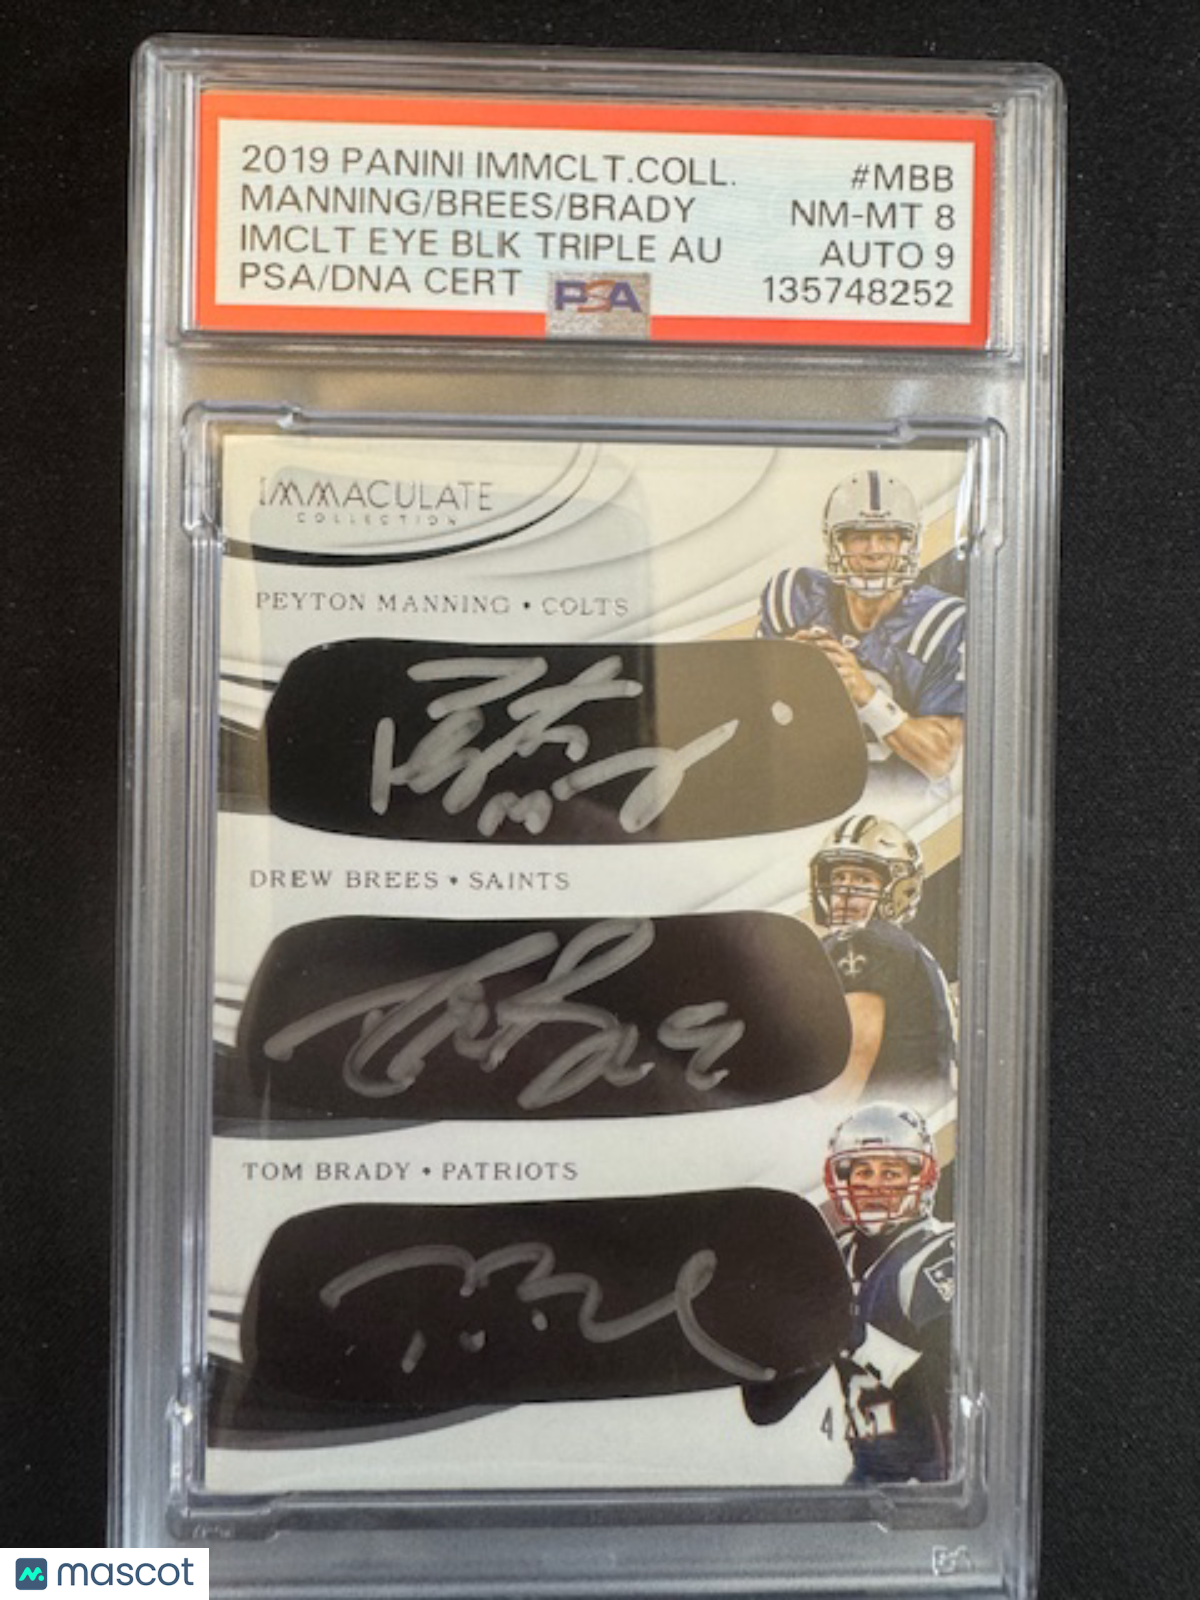 2019 PANINI IMMCLT.COLL. #MBB
MANNING/BREES/BRADY NM-MT 8
IMCLT EYE BLK TRIPLE AU AUTO 9
PSA/DNA CERT PSA 135748252
IMMACULATE
COLLECTION
PEYTON MANNING • COLTS
DREW BREES • SAINTS
TOM BRADY • PATRIOTS
mascot